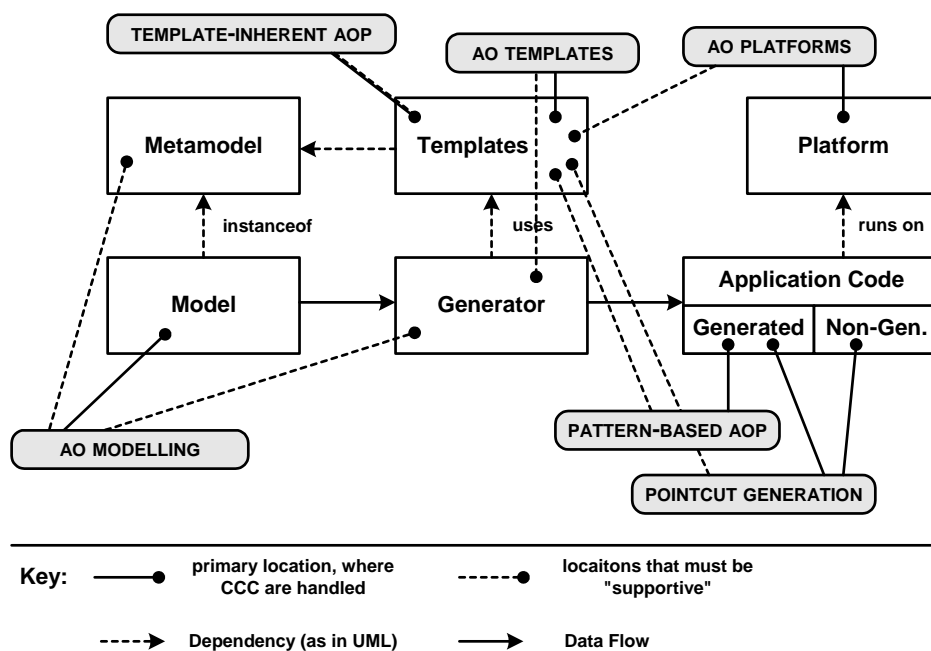 TEMPLATE-INHERENT AOP
AO TEMPLATES
AO PLATFORMS
Metamodel
Templates
Platform
instanceof
uses
runs on
Model
Generator
Application Code
Generated
Non-Gen.
AO MODELLING
PATTERN-BASED AOP
POINTCUT GENERATION
Key:
primary location, where
CCC are handled
locaitons that must be
"supportive"
Dependency (as in UML)
Data Flow